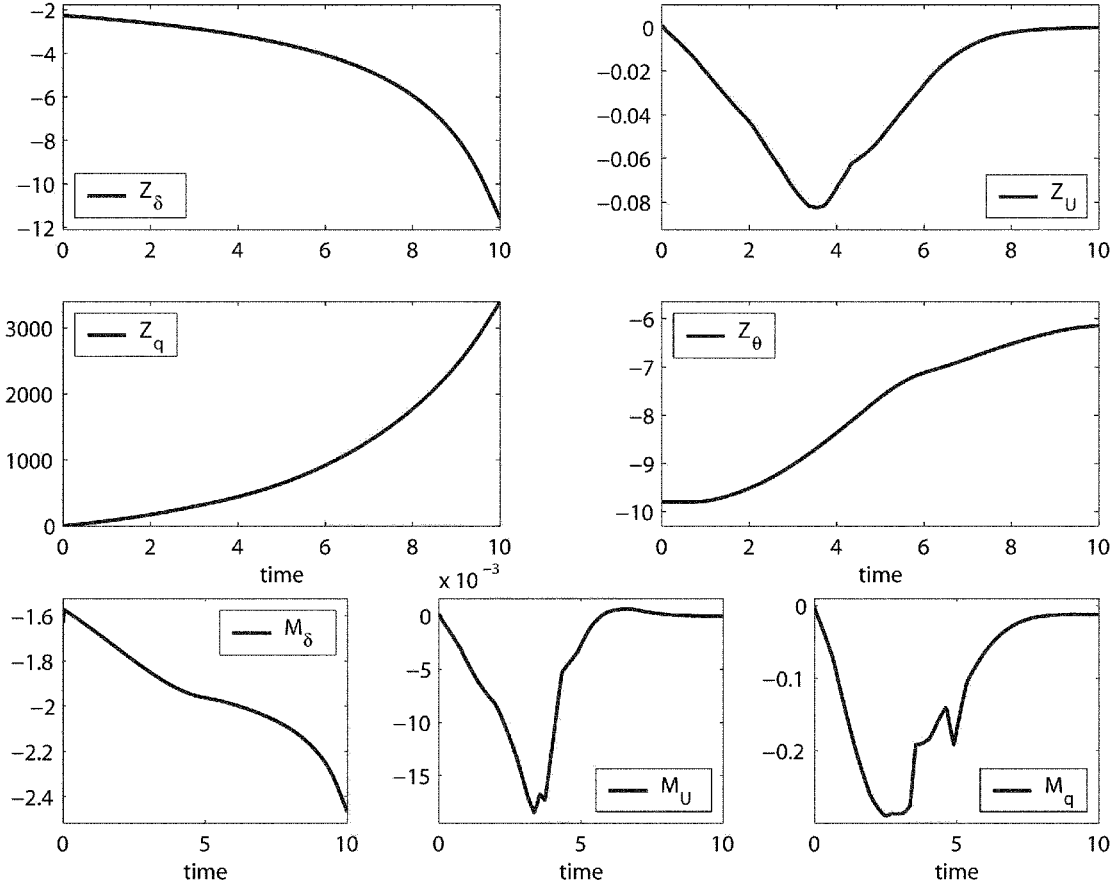 −2
−4
−6
−8
−10
−12
Z_δ
0 2 4 6 8 10
0
−0.02
−0.04
−0.06
−0.08
Z_U
0 2 4 6 8 10
3000
2000
1000
0
Z_q
0 2 4 6 8 10
time
−6
−7
−8
−9
−10
Z_θ
0 2 4 6 8 10
time
−1.6
−1.8
−2
−2.2
−2.4
M_δ
0 5 10
time
x 10^−3
0
−5
−10
−15
M_U
0 5 10
time
0
−0.1
−0.2
M_q
0 5 10
time